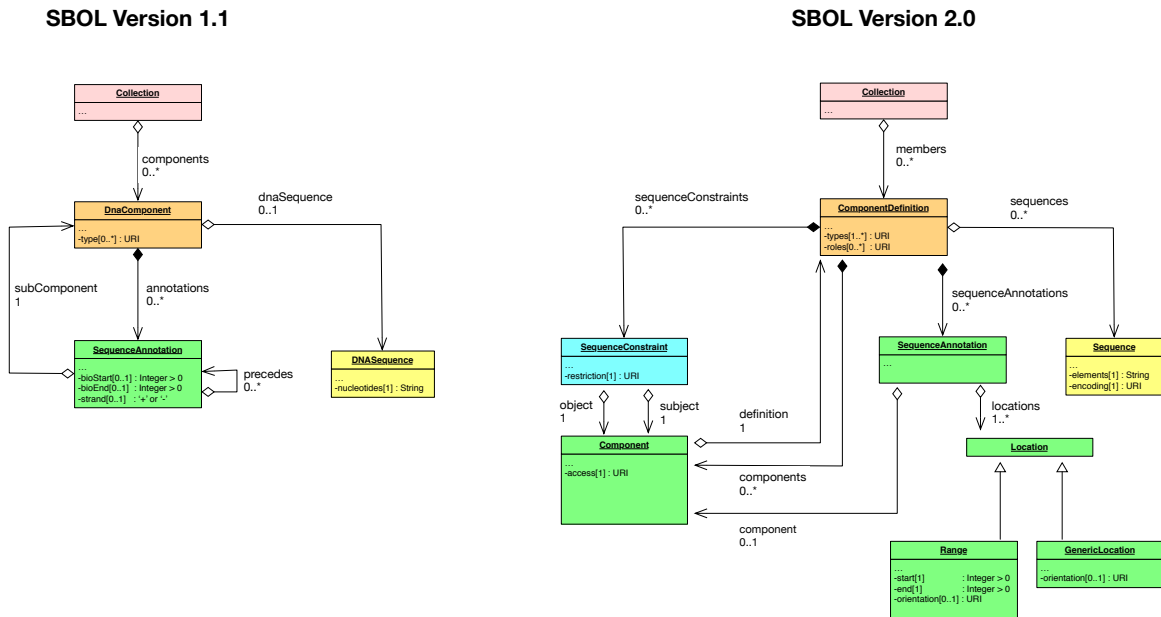 SBOL Version 1.1
Collection
...
components
0..*
DnaComponent
...
-type[0..*] : URI
dnaSequence
0..1
subComponent
1
annotations
0..*
SequenceAnnotation
...
-bioStart[0..1] : Integer > 0
-bioEnd[0..1] : Integer > 0
-strand[0..1] : '+' or '-'
precedes
0..*
DNASequence
...
-nucleotides[1] : String
SBOL Version 2.0
Collection
...
members
0..*
sequenceConstraints
0..*
ComponentDefinition
...
-types[1..*] : URI
-roles[0..*] : URI
sequences
0..*
sequenceAnnotations
0..*
SequenceConstraint
...
-restriction[1] : URI
SequenceAnnotation
...
Sequence
...
-elements[1] : String
-encoding[1] : URI
object
1
subject
1
definition
1
locations
1..*
Component
...
-access[1] : URI
Location
components
0..*
component
0..1
Range
...
-start[1] : Integer > 0
-end[1] : Integer > 0
-orientation[0..1] : URI
GenericLocation
...
-orientation[0..1] : URI